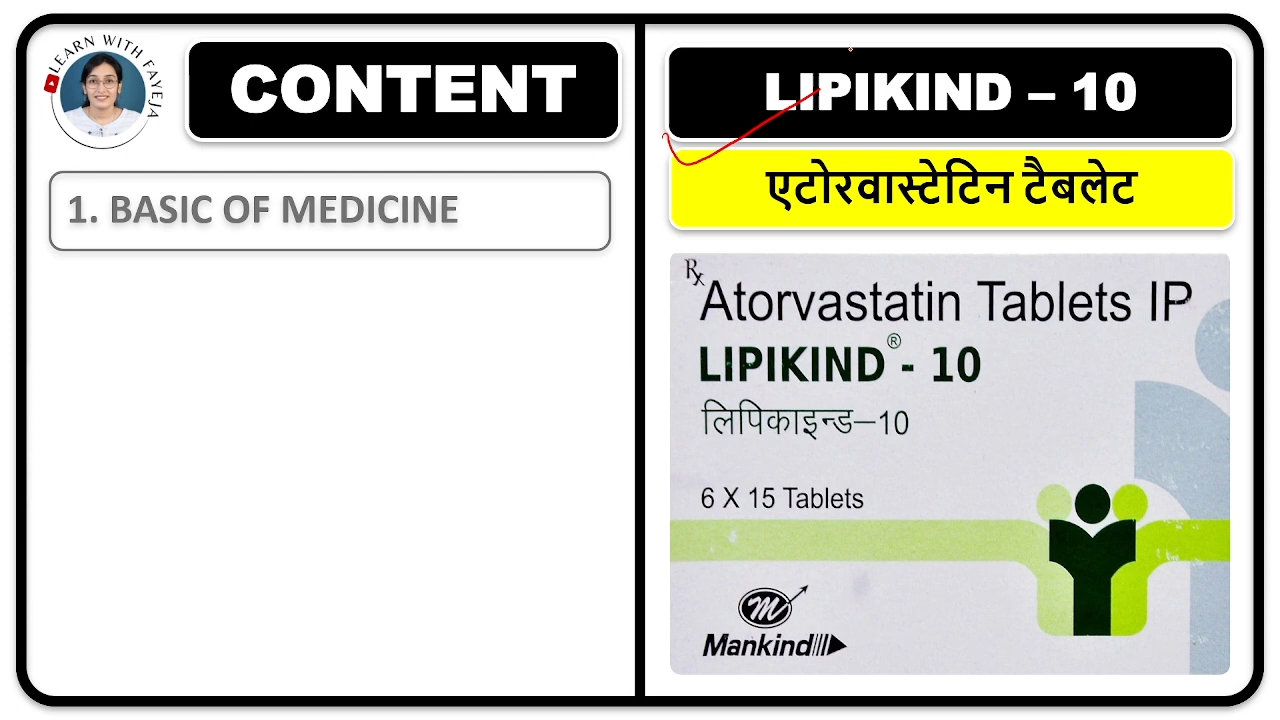 LEARN WITH FAYEJA
CONTENT
1. BASIC OF MEDICINE
LIPIKIND – 10
एटोरवास्टेटिन टैबलेट
Rx
Atorvastatin Tablets IP
LIPIKIND® - 10
लिपिकाइन्ड–10
6 X 15 Tablets
m
Mankind